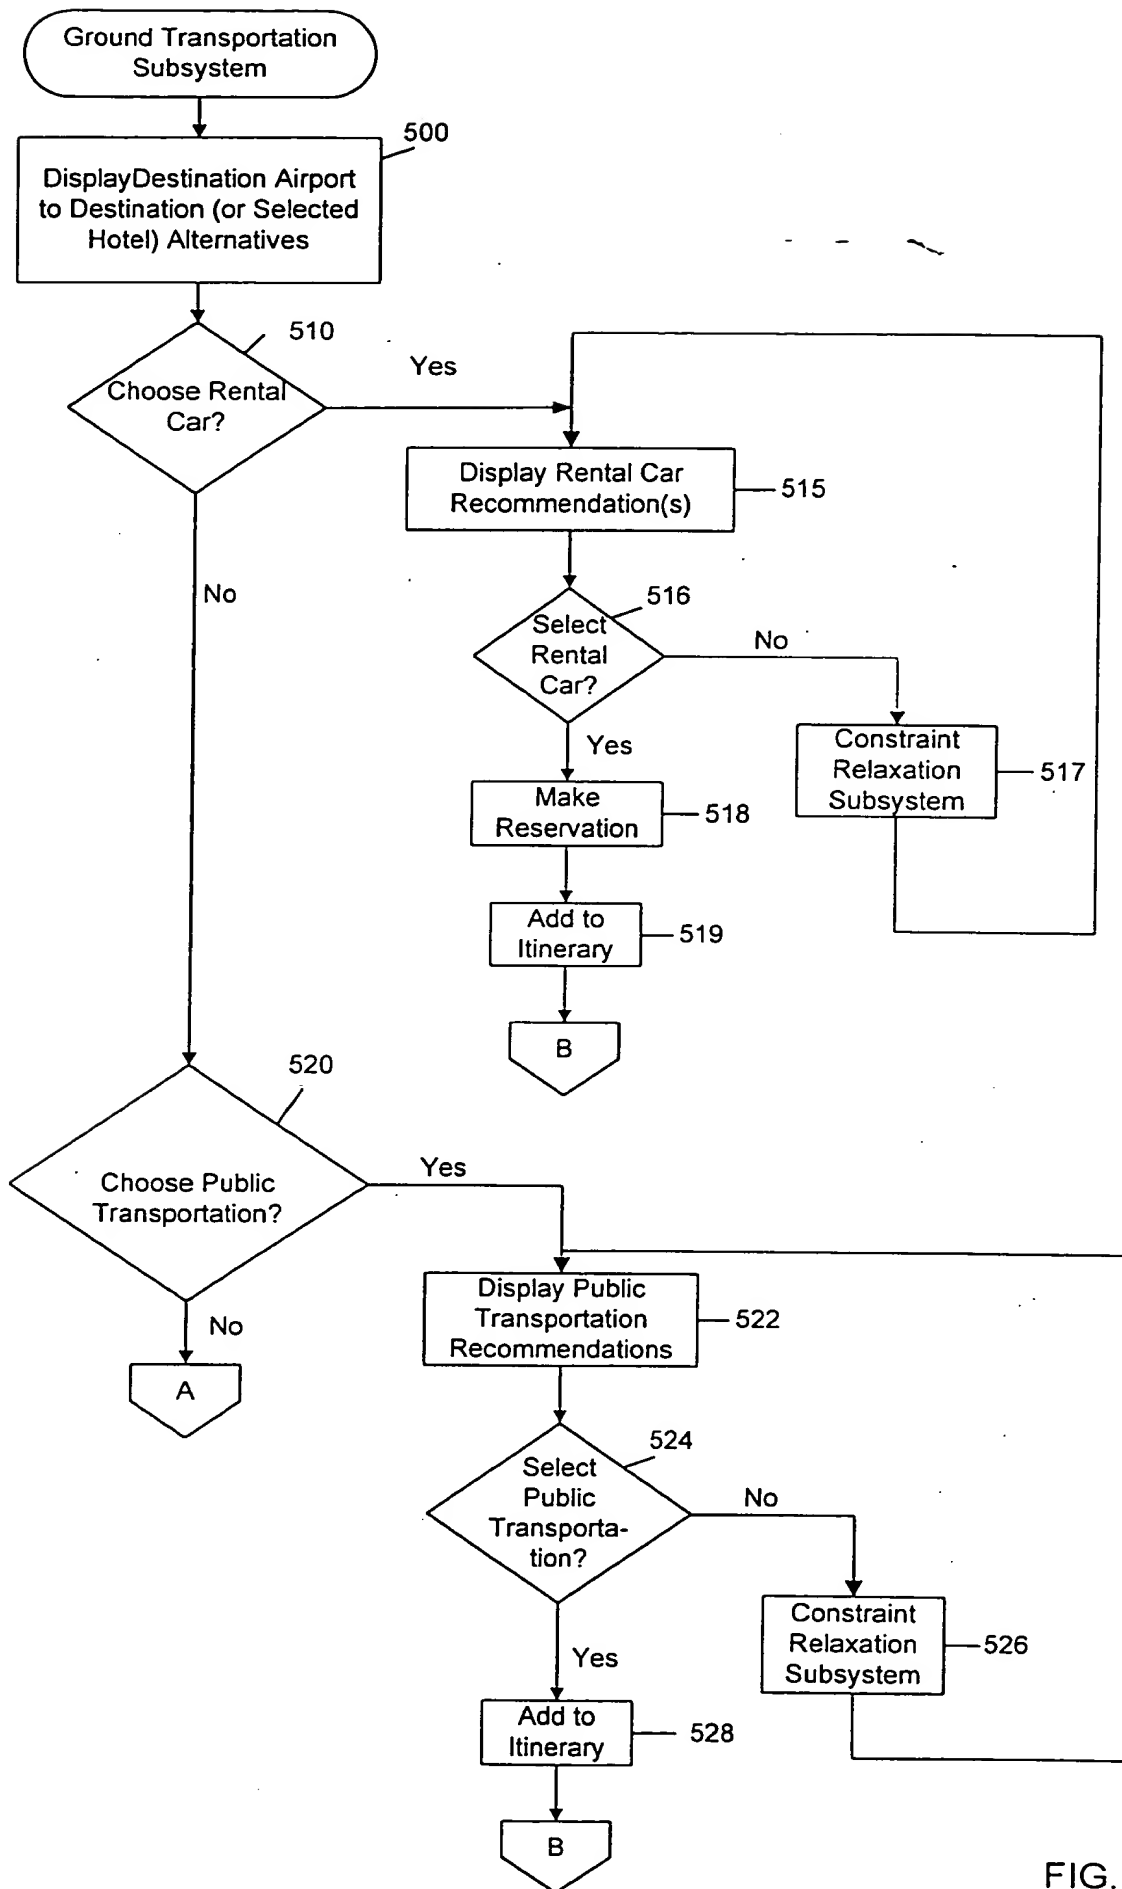 Ground Transportation
Subsystem
500
DisplayDestination Airport
to Destination (or Selected
Hotel) Alternatives
510
Choose Rental
Car?
Yes
No
Display Rental Car
Recommendation(s)
515
516
Select
Rental
Car?
No
Yes
Constraint
Relaxation
Subsystem
517
Make
Reservation
518
Add to
Itinerary
519
B
520
Choose Public
Transportation?
Yes
No
A
Display Public
Transportation
Recommendations
522
524
Select
Public
Transporta-
tion?
No
Yes
Constraint
Relaxation
Subsystem
526
Add to
Itinerary
528
B
FIG.